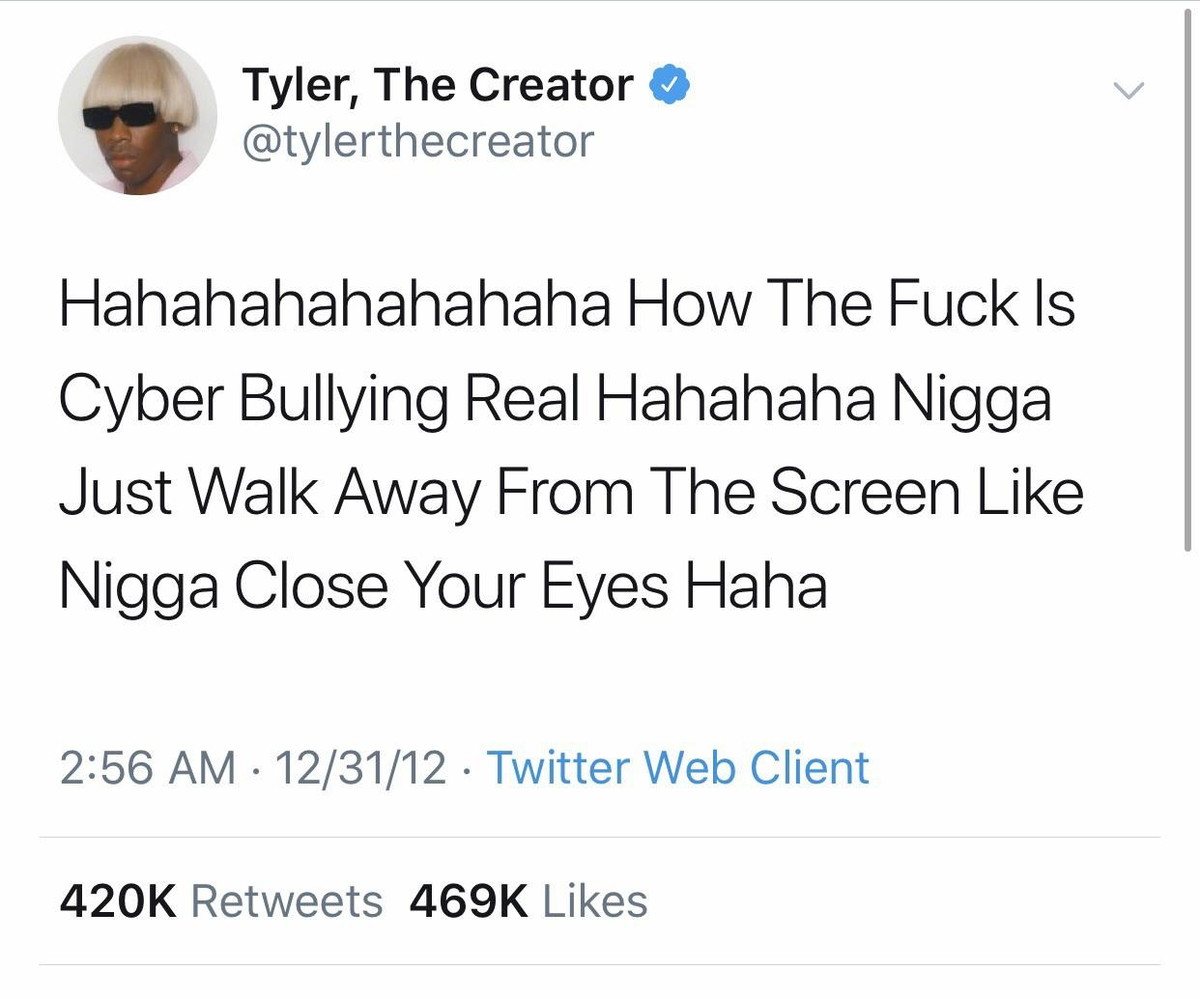 Tyler, The Creator
@tylerthecreator
Hahahahahahahaha How The Fuck Is
Cyber Bullying Real Hahahaha Nigga
Just Walk Away From The Screen Like
Nigga Close Your Eyes Haha
2:56 AM · 12/31/12 · Twitter Web Client
420K Retweets 469K Likes